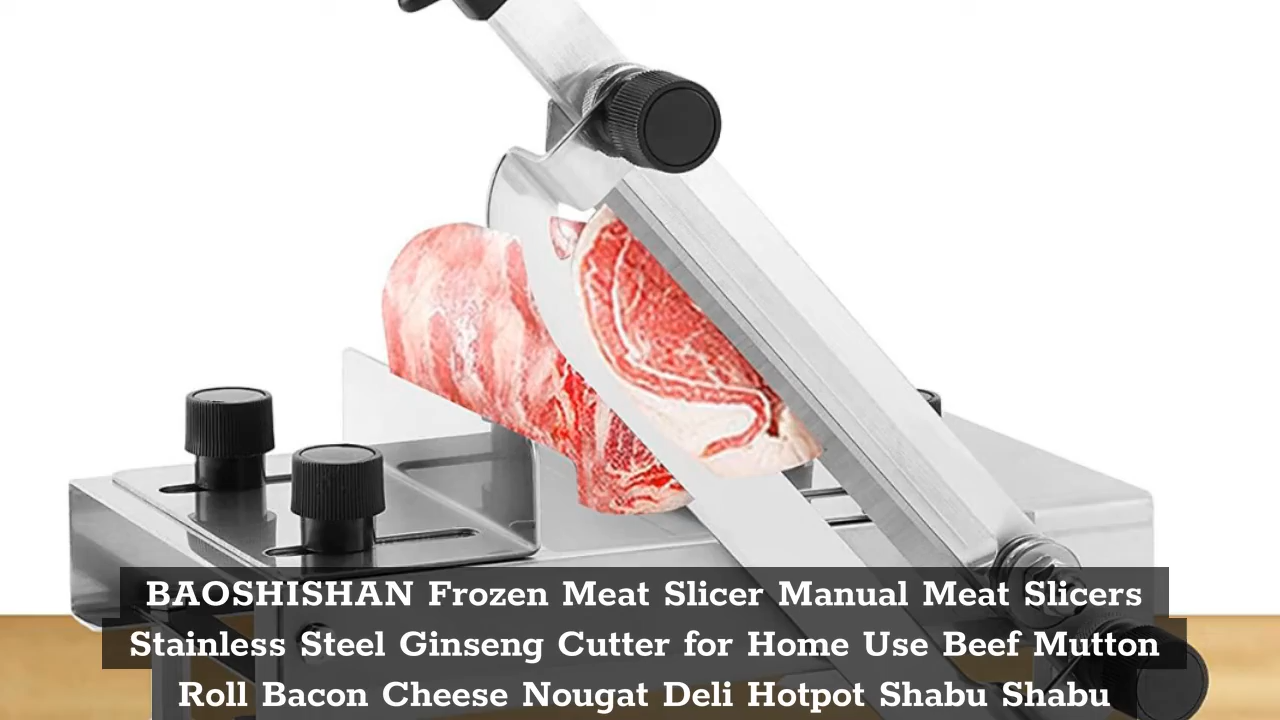 BAOSHISHAN Frozen Meat Slicer Manual Meat Slicers
Stainless Steel Ginseng Cutter for Home Use Beef Mutton
Roll Bacon Cheese Nougat Deli Hotpot Shabu Shabu